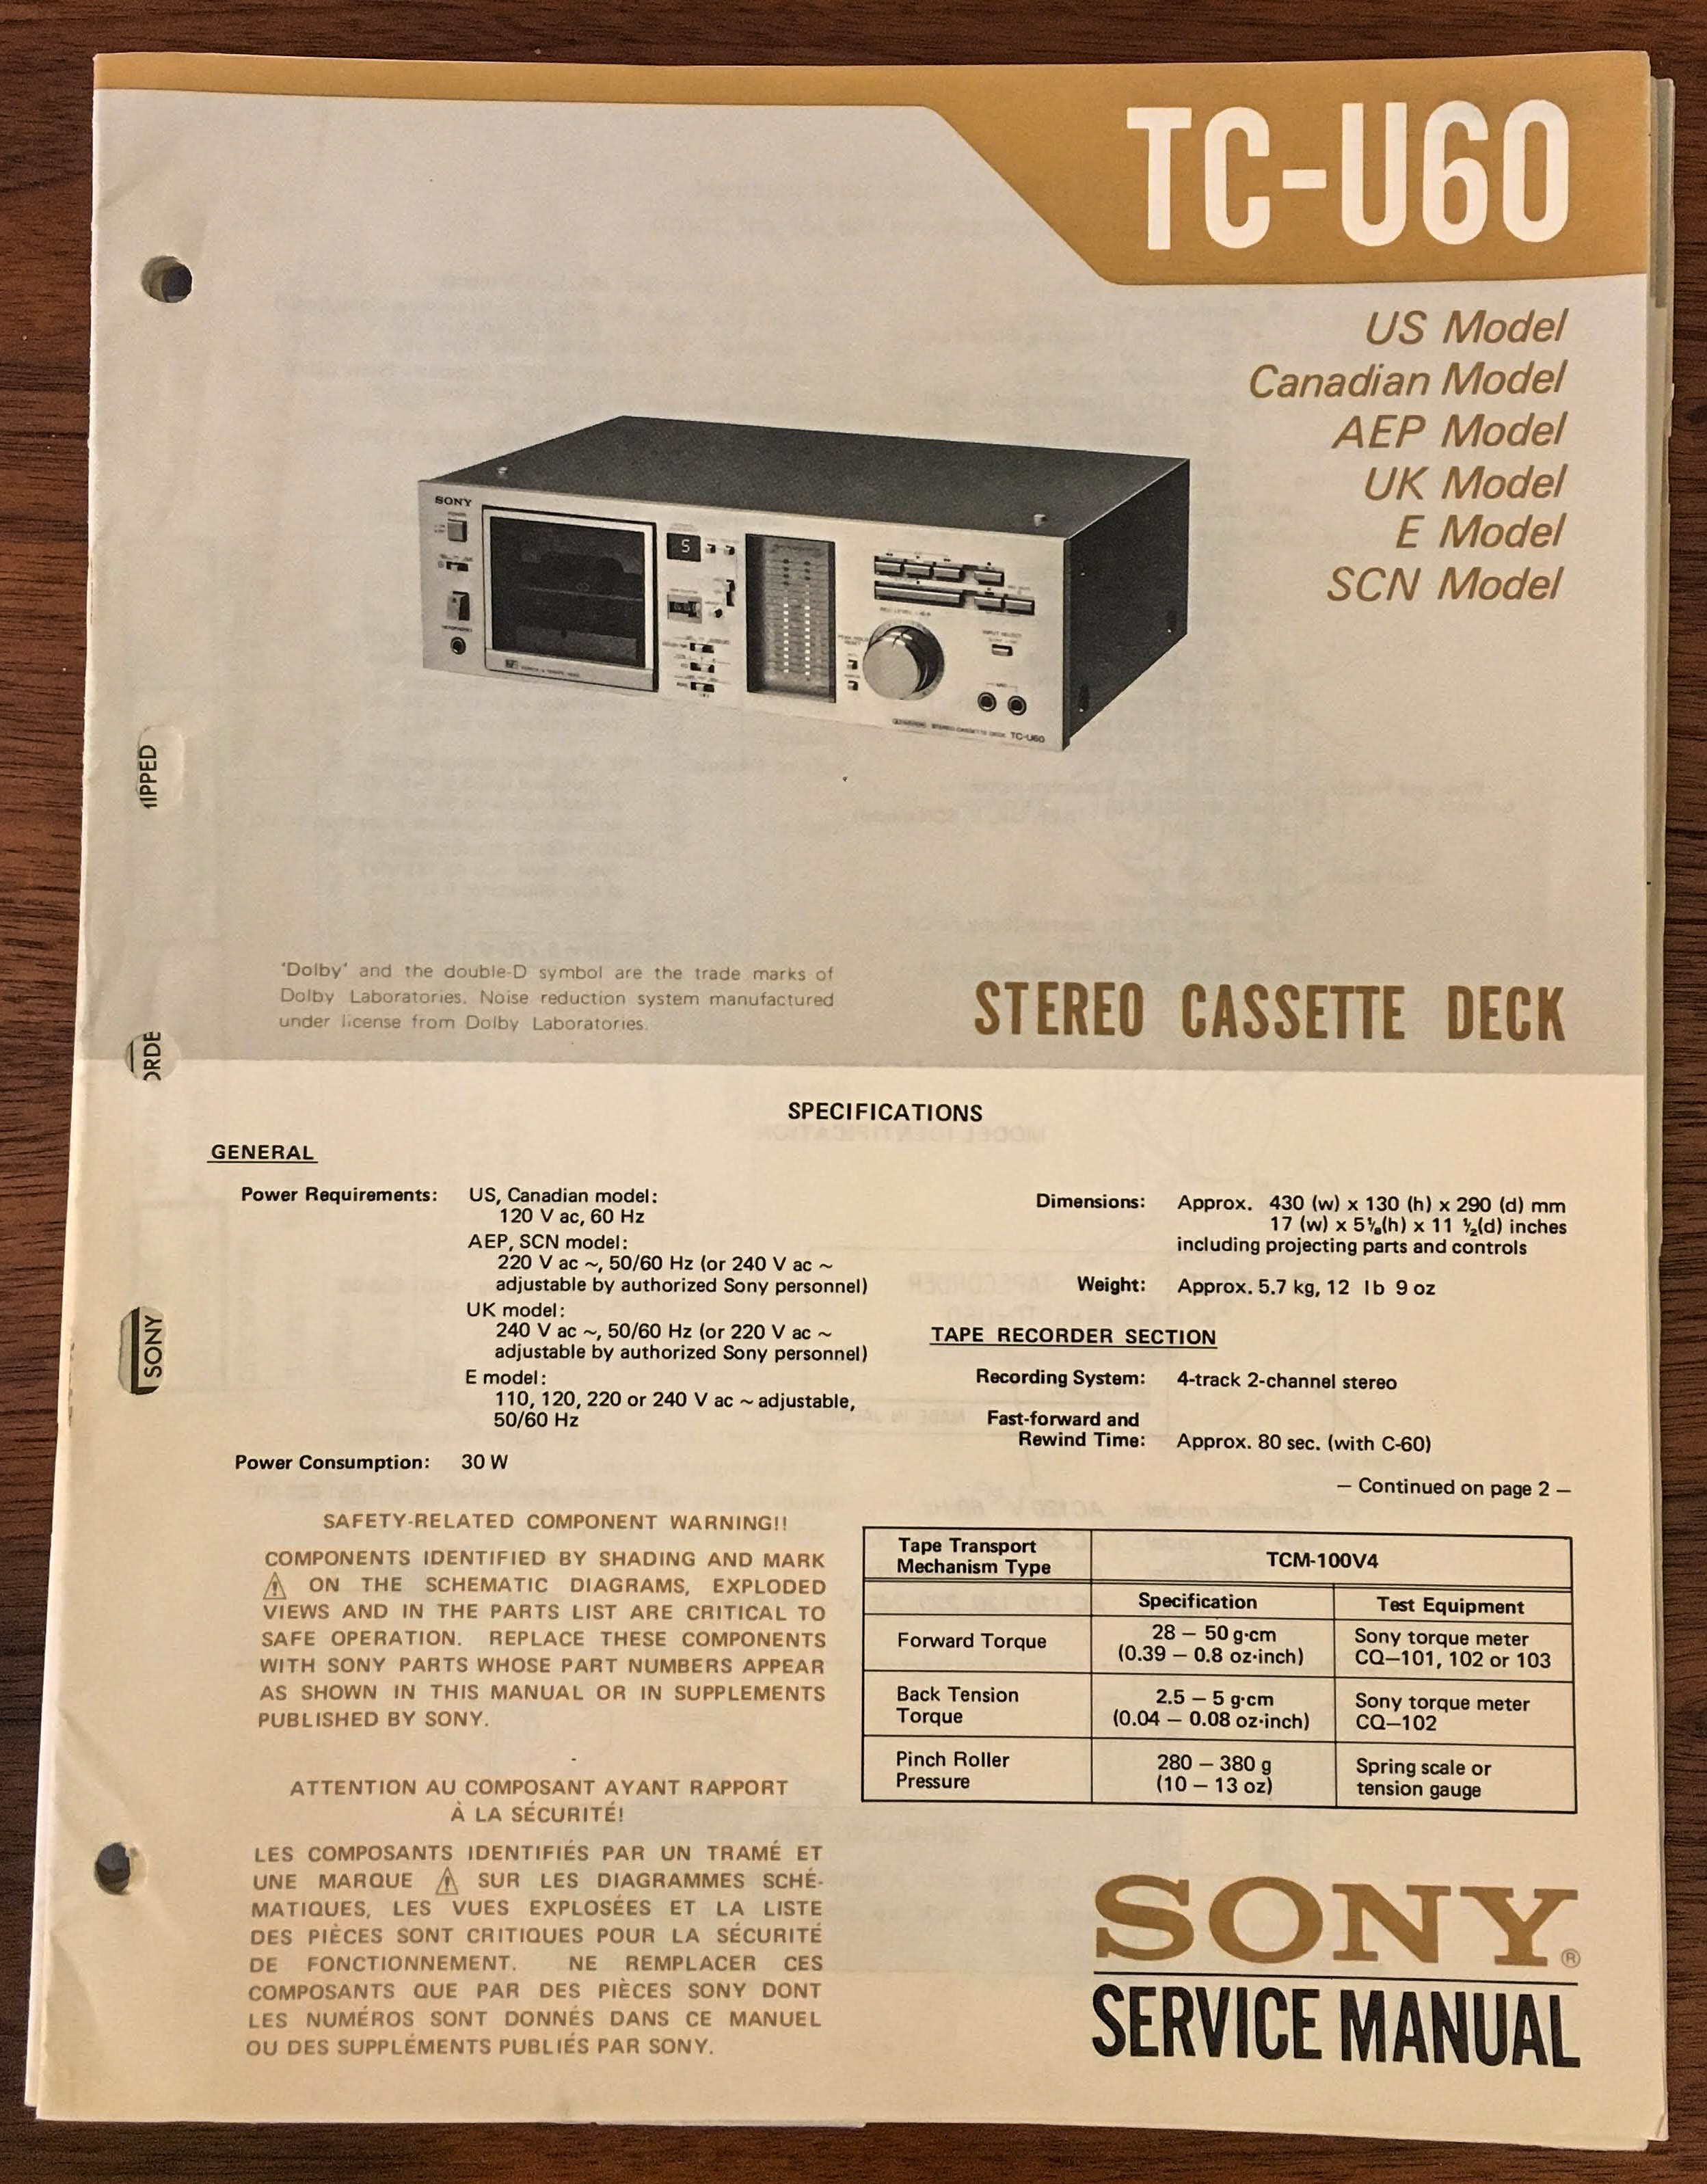 TC-U60
US Model
Canadian Model
AEP Model
UK Model
E Model
SCN Model
SONY
5
TC-U60
IPPED
ORDE
SONY
'Dolby' and the double-D symbol are the trade marks of
Dolby Laboratories. Noise reduction system manufactured
under license from Dolby Laboratories.
STEREO CASSETTE DECK
SPECIFICATIONS
GENERAL
Power Requirements: US, Canadian model:
120 V ac, 60 Hz
AEP, SCN model:
220 V ac ~, 50/60 Hz (or 240 V ac ~
adjustable by authorized Sony personnel)
UK model:
240 V ac ~, 50/60 Hz (or 220 V ac ~
adjustable by authorized Sony personnel)
E model:
110, 120, 220 or 240 V ac ~ adjustable,
50/60 Hz
Power Consumption: 30 W
Dimensions: Approx. 430 (w) x 130 (h) x 290 (d) mm
17 (w) x 5⅛(h) x 11 ½(d) inches
including projecting parts and controls
Weight: Approx. 5.7 kg, 12 lb 9 oz
TAPE RECORDER SECTION
Recording System: 4-track 2-channel stereo
Fast-forward and
Rewind Time: Approx. 80 sec. (with C-60)
— Continued on page 2 —
SAFETY-RELATED COMPONENT WARNING!!
COMPONENTS IDENTIFIED BY SHADING AND MARK
⚠ ON THE SCHEMATIC DIAGRAMS, EXPLODED
VIEWS AND IN THE PARTS LIST ARE CRITICAL TO
SAFE OPERATION. REPLACE THESE COMPONENTS
WITH SONY PARTS WHOSE PART NUMBERS APPEAR
AS SHOWN IN THIS MANUAL OR IN SUPPLEMENTS
PUBLISHED BY SONY.
ATTENTION AU COMPOSANT AYANT RAPPORT
À LA SÉCURITÉ!
LES COMPOSANTS IDENTIFIÉS PAR UN TRAMÉ ET
UNE MARQUE ⚠ SUR LES DIAGRAMMES SCHÉ-
MATIQUES, LES VUES EXPLOSÉES ET LA LISTE
DES PIÈCES SONT CRITIQUES POUR LA SÉCURITÉ
DE FONCTIONNEMENT. NE REMPLACER CES
COMPOSANTS QUE PAR DES PIÈCES SONY DONT
LES NUMÉROS SONT DONNÉS DANS CE MANUEL
OU DES SUPPLÉMENTS PUBLIÉS PAR SONY.
Tape Transport
Mechanism Type TCM-100V4
Specification Test Equipment
Forward Torque 28 — 50 g·cm Sony torque meter
(0.39 — 0.8 oz·inch) CQ—101, 102 or 103
Back Tension 2.5 — 5 g·cm Sony torque meter
Torque (0.04 — 0.08 oz·inch) CQ—102
Pinch Roller 280 — 380 g Spring scale or
Pressure (10 — 13 oz) tension gauge
SONY®
SERVICE MANUAL